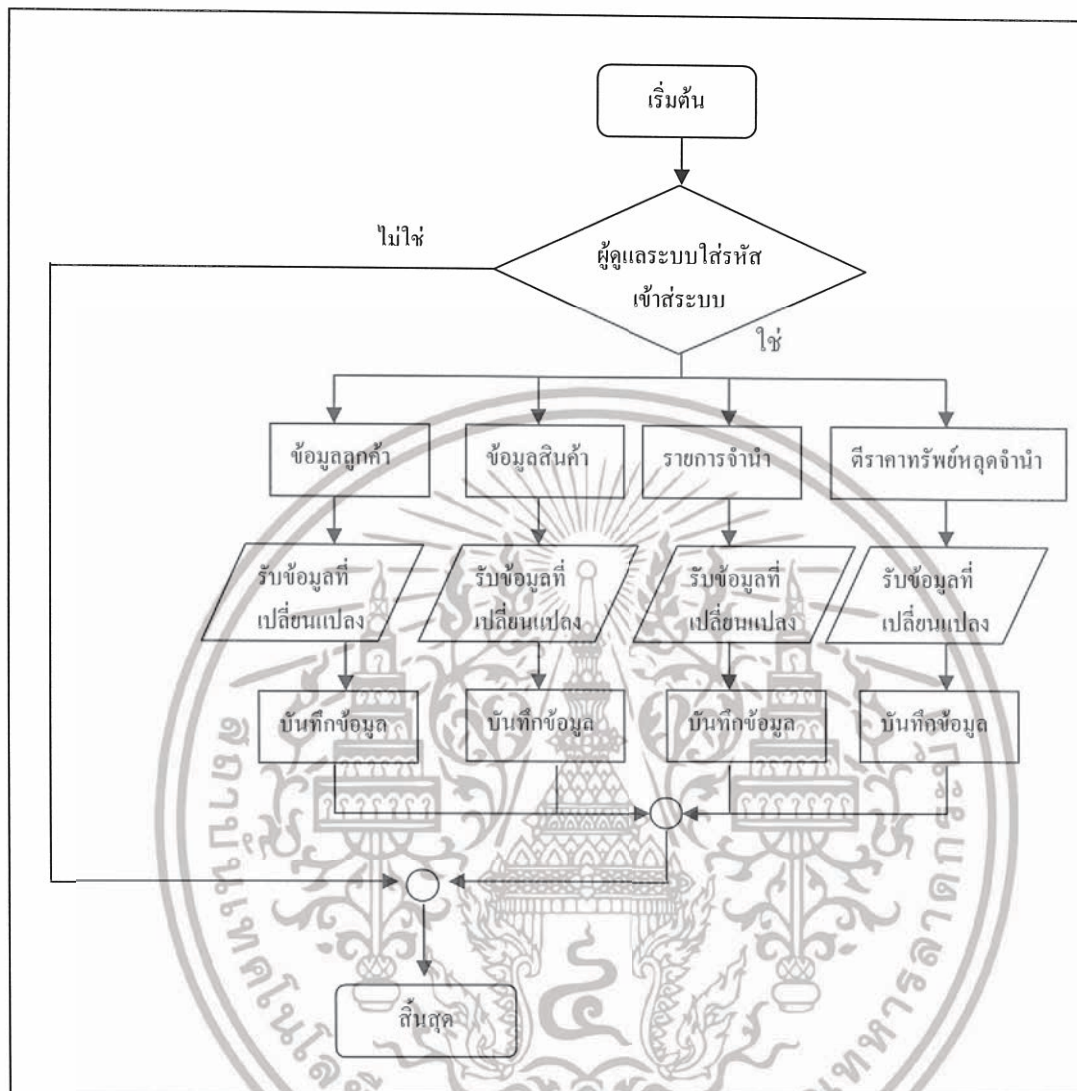 เริ่มต้น
ไม่ใช่
ผู้ดูแลระบบใส่รหัส
เข้าสู่ระบบ
ใช่
ข้อมูลลูกค้า
ข้อมูลสินค้า
รายการจำนำ
ตีราคาทรัพย์หลุดจำนำ
รับข้อมูลที่
เปลี่ยนแปลง
รับข้อมูลที่
เปลี่ยนแปลง
รับข้อมูลที่
เปลี่ยนแปลง
รับข้อมูลที่
เปลี่ยนแปลง
บันทึกข้อมูล
บันทึกข้อมูล
บันทึกข้อมูล
บันทึกข้อมูล
สิ้นสุด